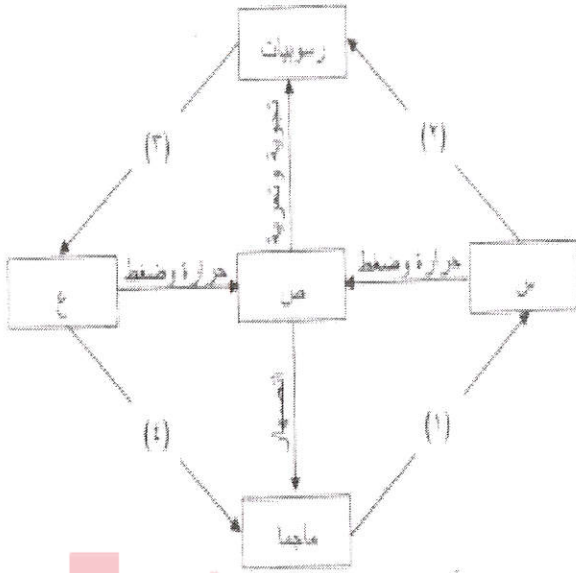 رسوبيات
(٢)
(٣)
تجوية وتعرية
حرارة وضغط
حرارة وضغط
س
ص
ع
انصهار
(١)
(٤)
ماجما